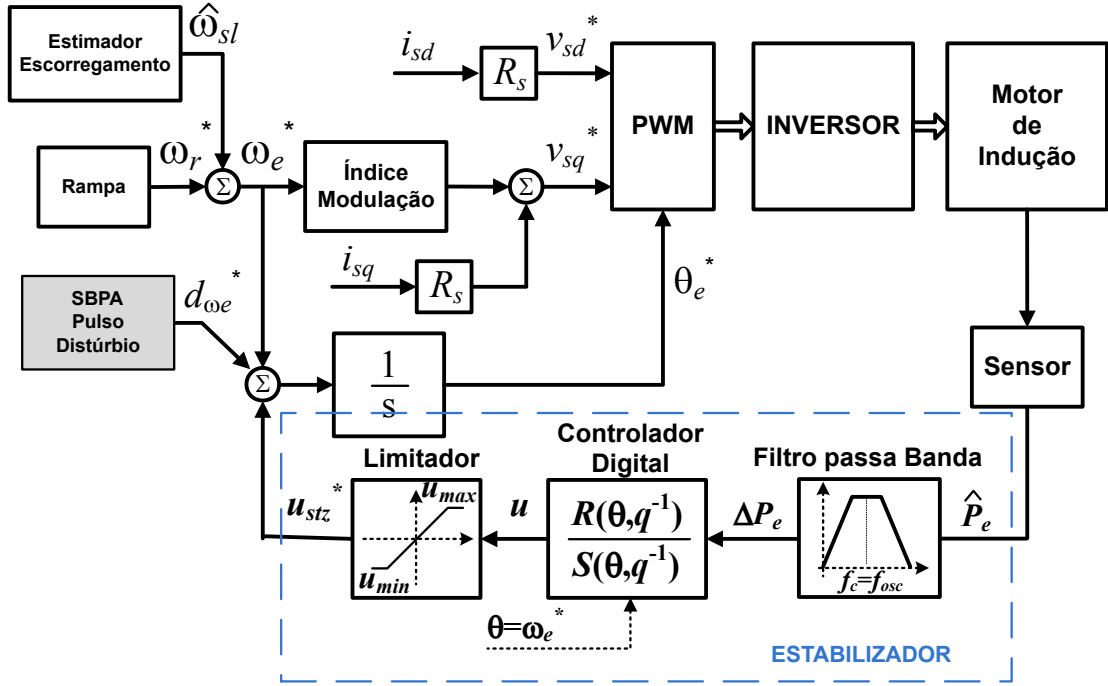 Estimador
Escorregamento
ω̂sl
isd
Rs
vsd*
PWM
INVERSOR
Motor
de
Indução
Rampa
ωr*
Σ
ωe*
Índice
Modulação
Σ
vsq*
isq
Rs
θe*
SBPA
Pulso
Distúrbio
dωe*
Σ
1
s
Sensor
Limitador
Controlador
Digital
Filtro passa Banda
ustz*
umax
umin
u
R(θ,q⁻¹)
S(θ,q⁻¹)
ΔPe
fc=fosc
P̂e
θ=ωe*
ESTABILIZADOR